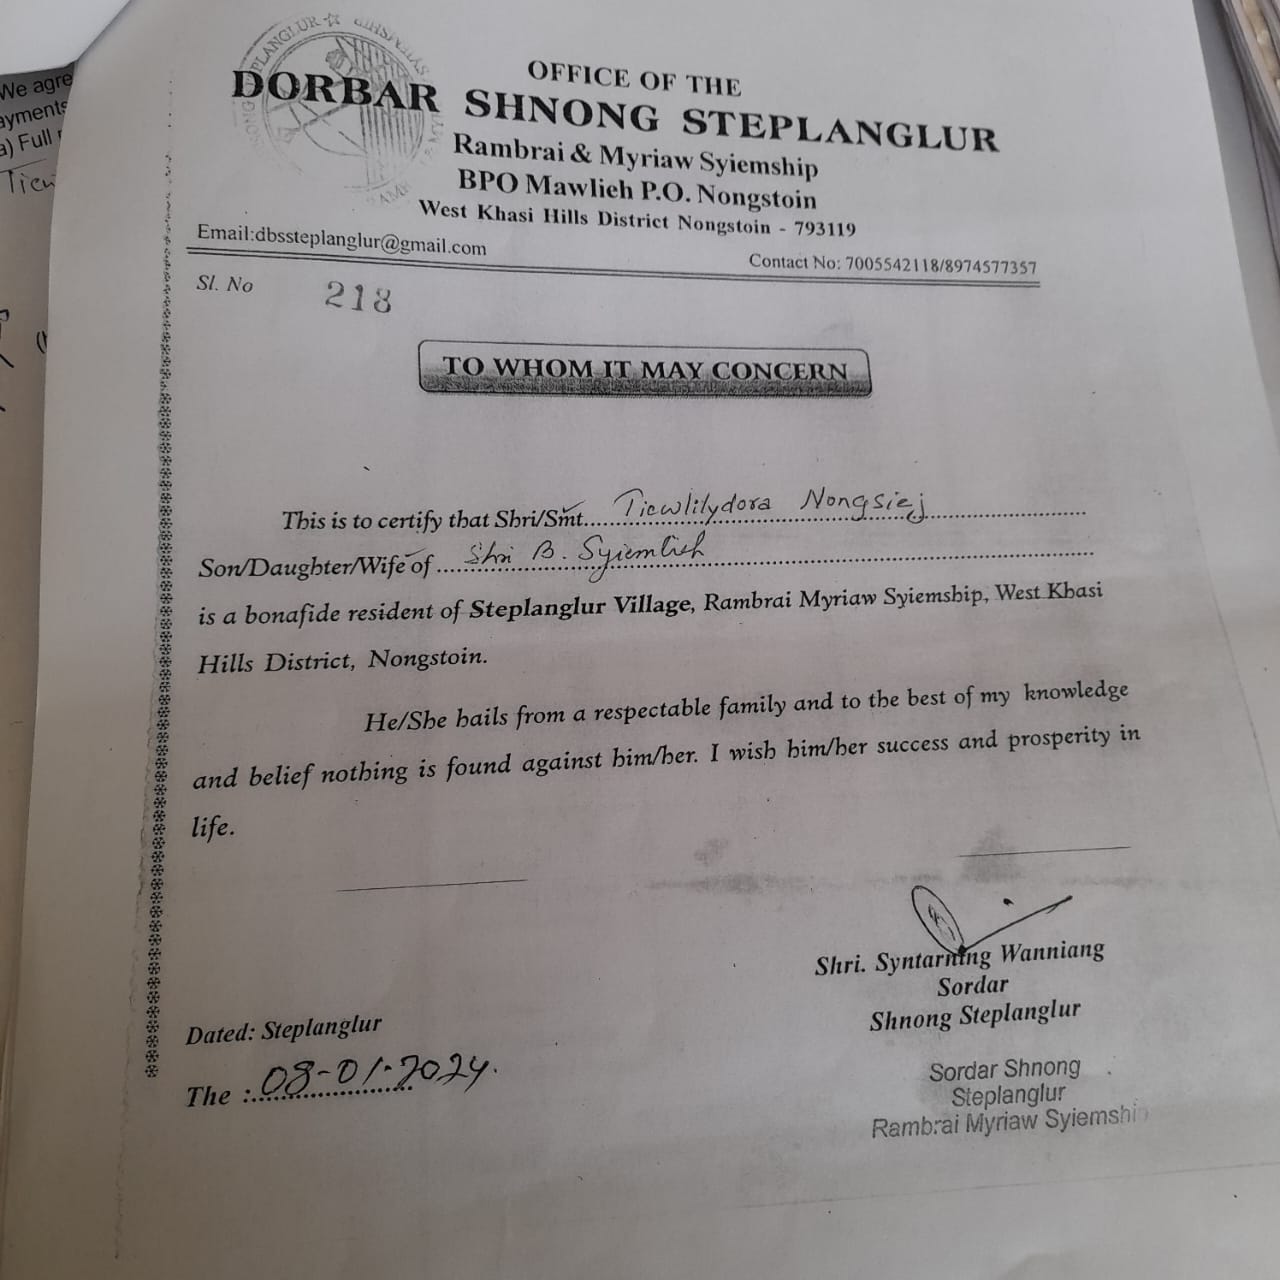 We agre
ayments
a) Full
Tiew
OFFICE OF THE
DORBAR SHNONG STEPLANGLUR
Rambrai & Myriaw Syiemship
BPO Mawlieh P.O. Nongstoin
West Khasi Hills District Nongstoin - 793119
Email:dbssteplanglur@gmail.com
Contact No: 7005542118/8974577357
Sl. No 218
TO WHOM IT MAY CONCERN
This is to certify that Shri/Smt. Tiewlilydora Nongsiej
Son/Daughter/Wife of Shri B. Syiemlieh
is a bonafide resident of Steplanglur Village, Rambrai Myriaw Syiemship, West Khasi
Hills District, Nongstoin.
He/She hails from a respectable family and to the best of my knowledge
and belief nothing is found against him/her. I wish him/her success and prosperity in
life.
Shri. Syntarning Wanniang
Sordar
Shnong Steplanglur
Dated: Steplanglur
The : 08-01-2024.
Sordar Shnong
Steplanglur
Rambrai Myriaw Syiemship